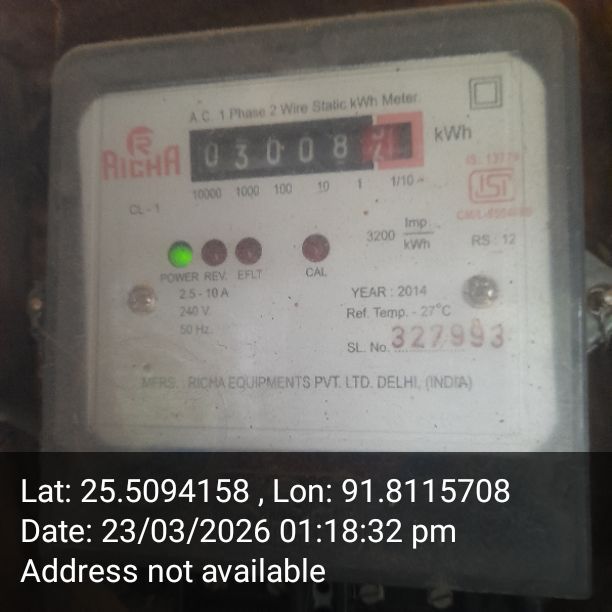 A.C. 1 Phase 2 Wire Static kWh Meter.
R
RICHA
03008 kWh
10000 1000 100 10 1 1/10
CL - 1
ISI
3200 Imp. / kWh
RS : 12
POWER REV. EFLT CAL
2.5 - 10 A
240 V.
50 Hz.
YEAR : 2014
Ref. Temp. - 27°C
SL. No. 327993
MFRS. : RICHA EQUIPMENTS PVT. LTD. DELHI, (INDIA)
Lat: 25.5094158 , Lon: 91.8115708
Date: 23/03/2026 01:18:32 pm
Address not available